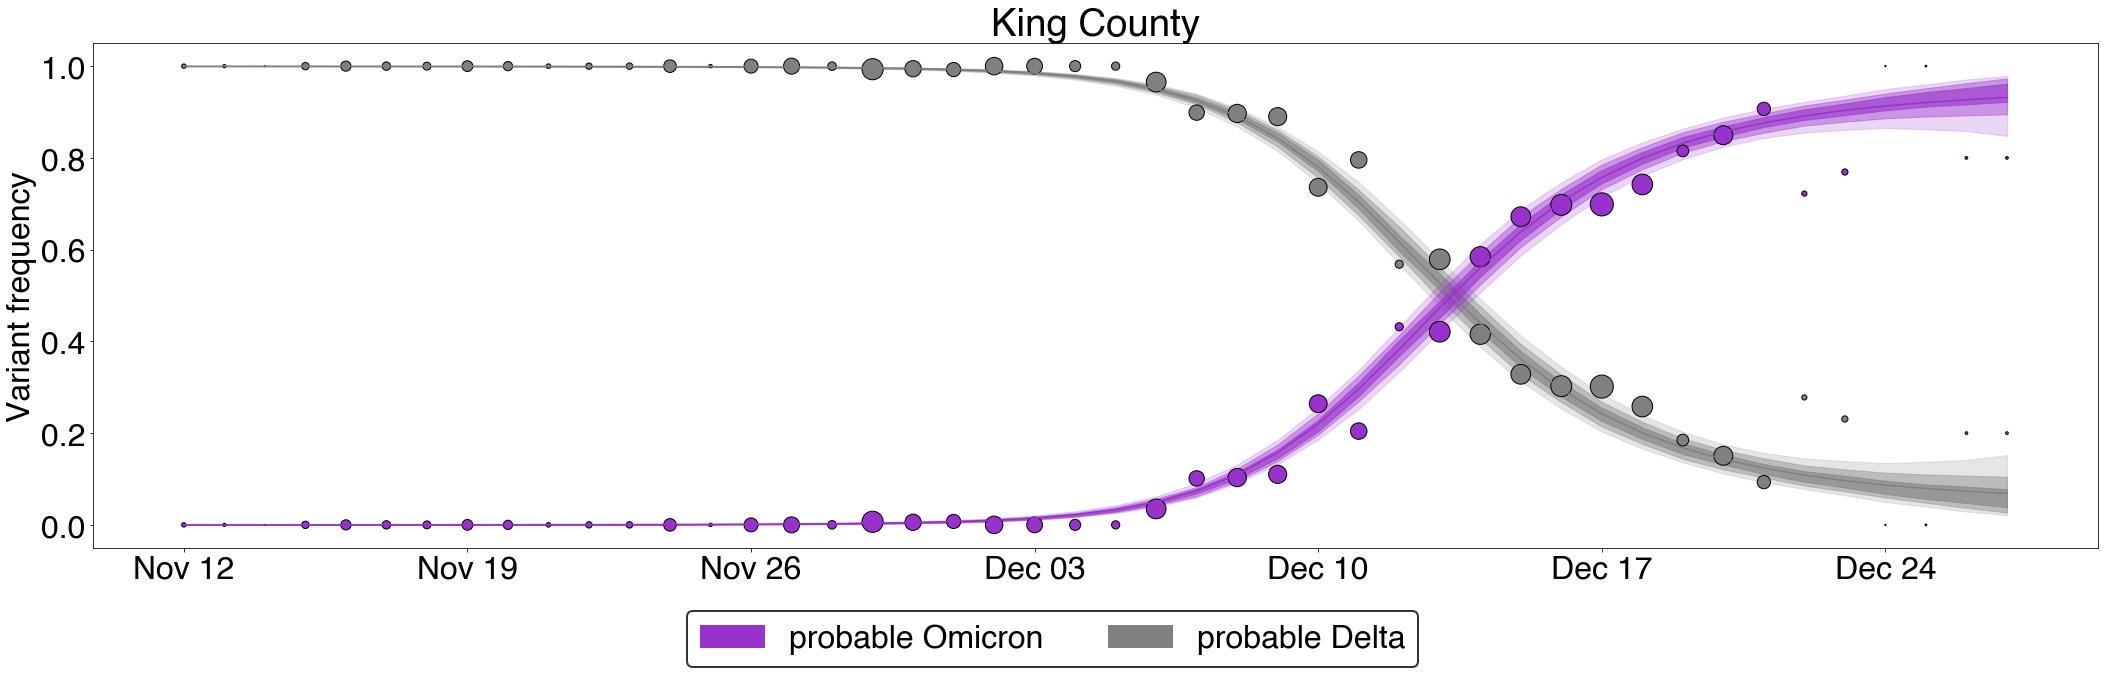 King County
Variant frequency
1.0
0.8
0.6
0.4
0.2
0.0
Nov 12 Nov 19 Nov 26 Dec 03 Dec 10 Dec 17 Dec 24
probable Omicron probable Delta